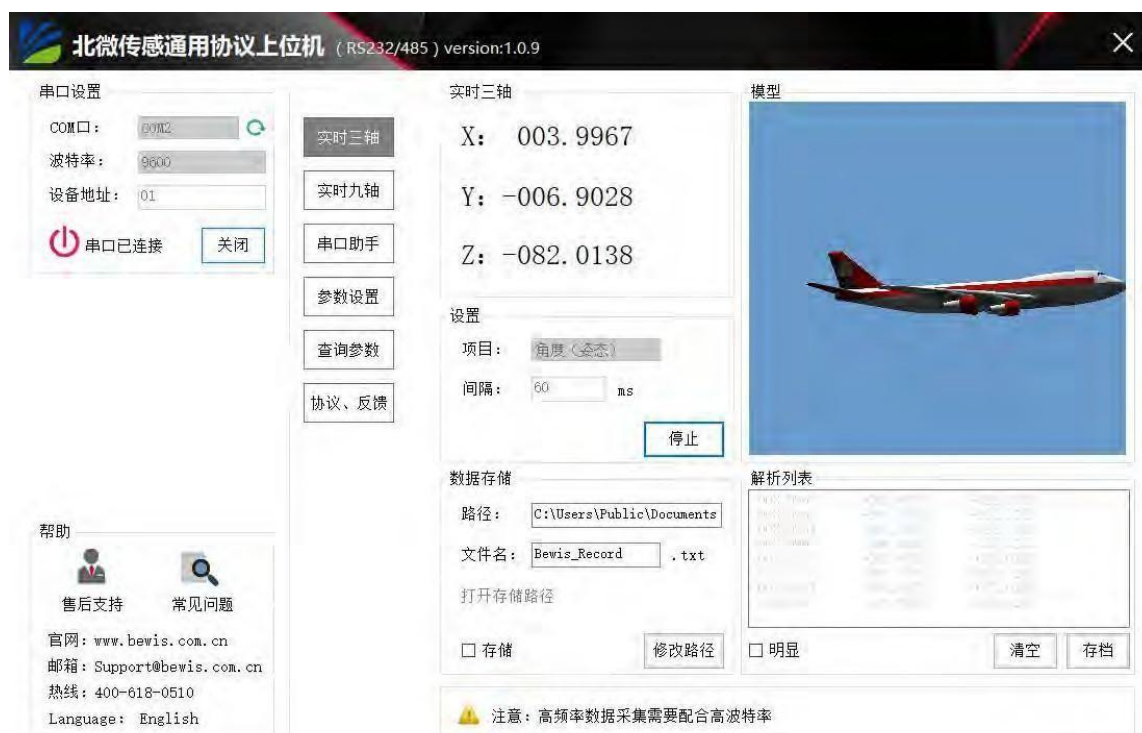 北微传感通用协议上位机（RS232/485）version:1.0.9
串口设置
COM口： COM2
波特率： 9600
设备地址： 01
串口已连接 关闭
帮助
售后支持 常见问题
官网：www.bewis.com.cn
邮箱：Support@bewis.com.cn
热线：400-618-0510
Language： English
实时三轴
实时九轴
串口助手
参数设置
查询参数
协议、反馈
实时三轴
X： 003.9967
Y：-006.9028
Z：-082.0138
设置
项目： 角度（姿态）
间隔： 60 ms
停止
数据存储
路径： C:\Users\Public\Documents
文件名： Bewis_Record .txt
打开存储路径
存储 修改路径
模型
解析列表
明显 清空 存档
注意：高频率数据采集需要配合高波特率